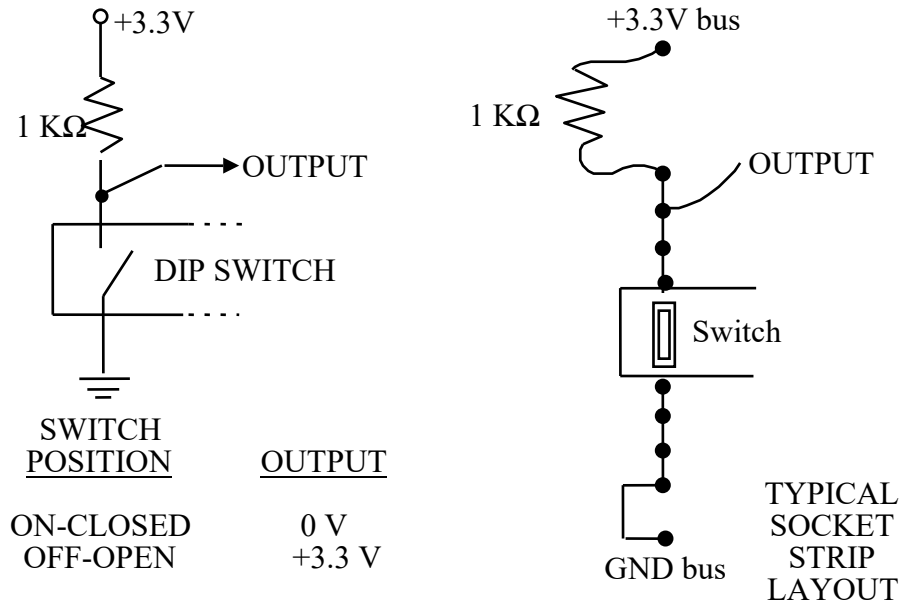 +3.3V
1 KΩ
OUTPUT
DIP SWITCH
SWITCH
POSITION OUTPUT
ON-CLOSED 0 V
OFF-OPEN +3.3 V
+3.3V bus
1 KΩ
OUTPUT
Switch
GND bus
TYPICAL
SOCKET
STRIP
LAYOUT